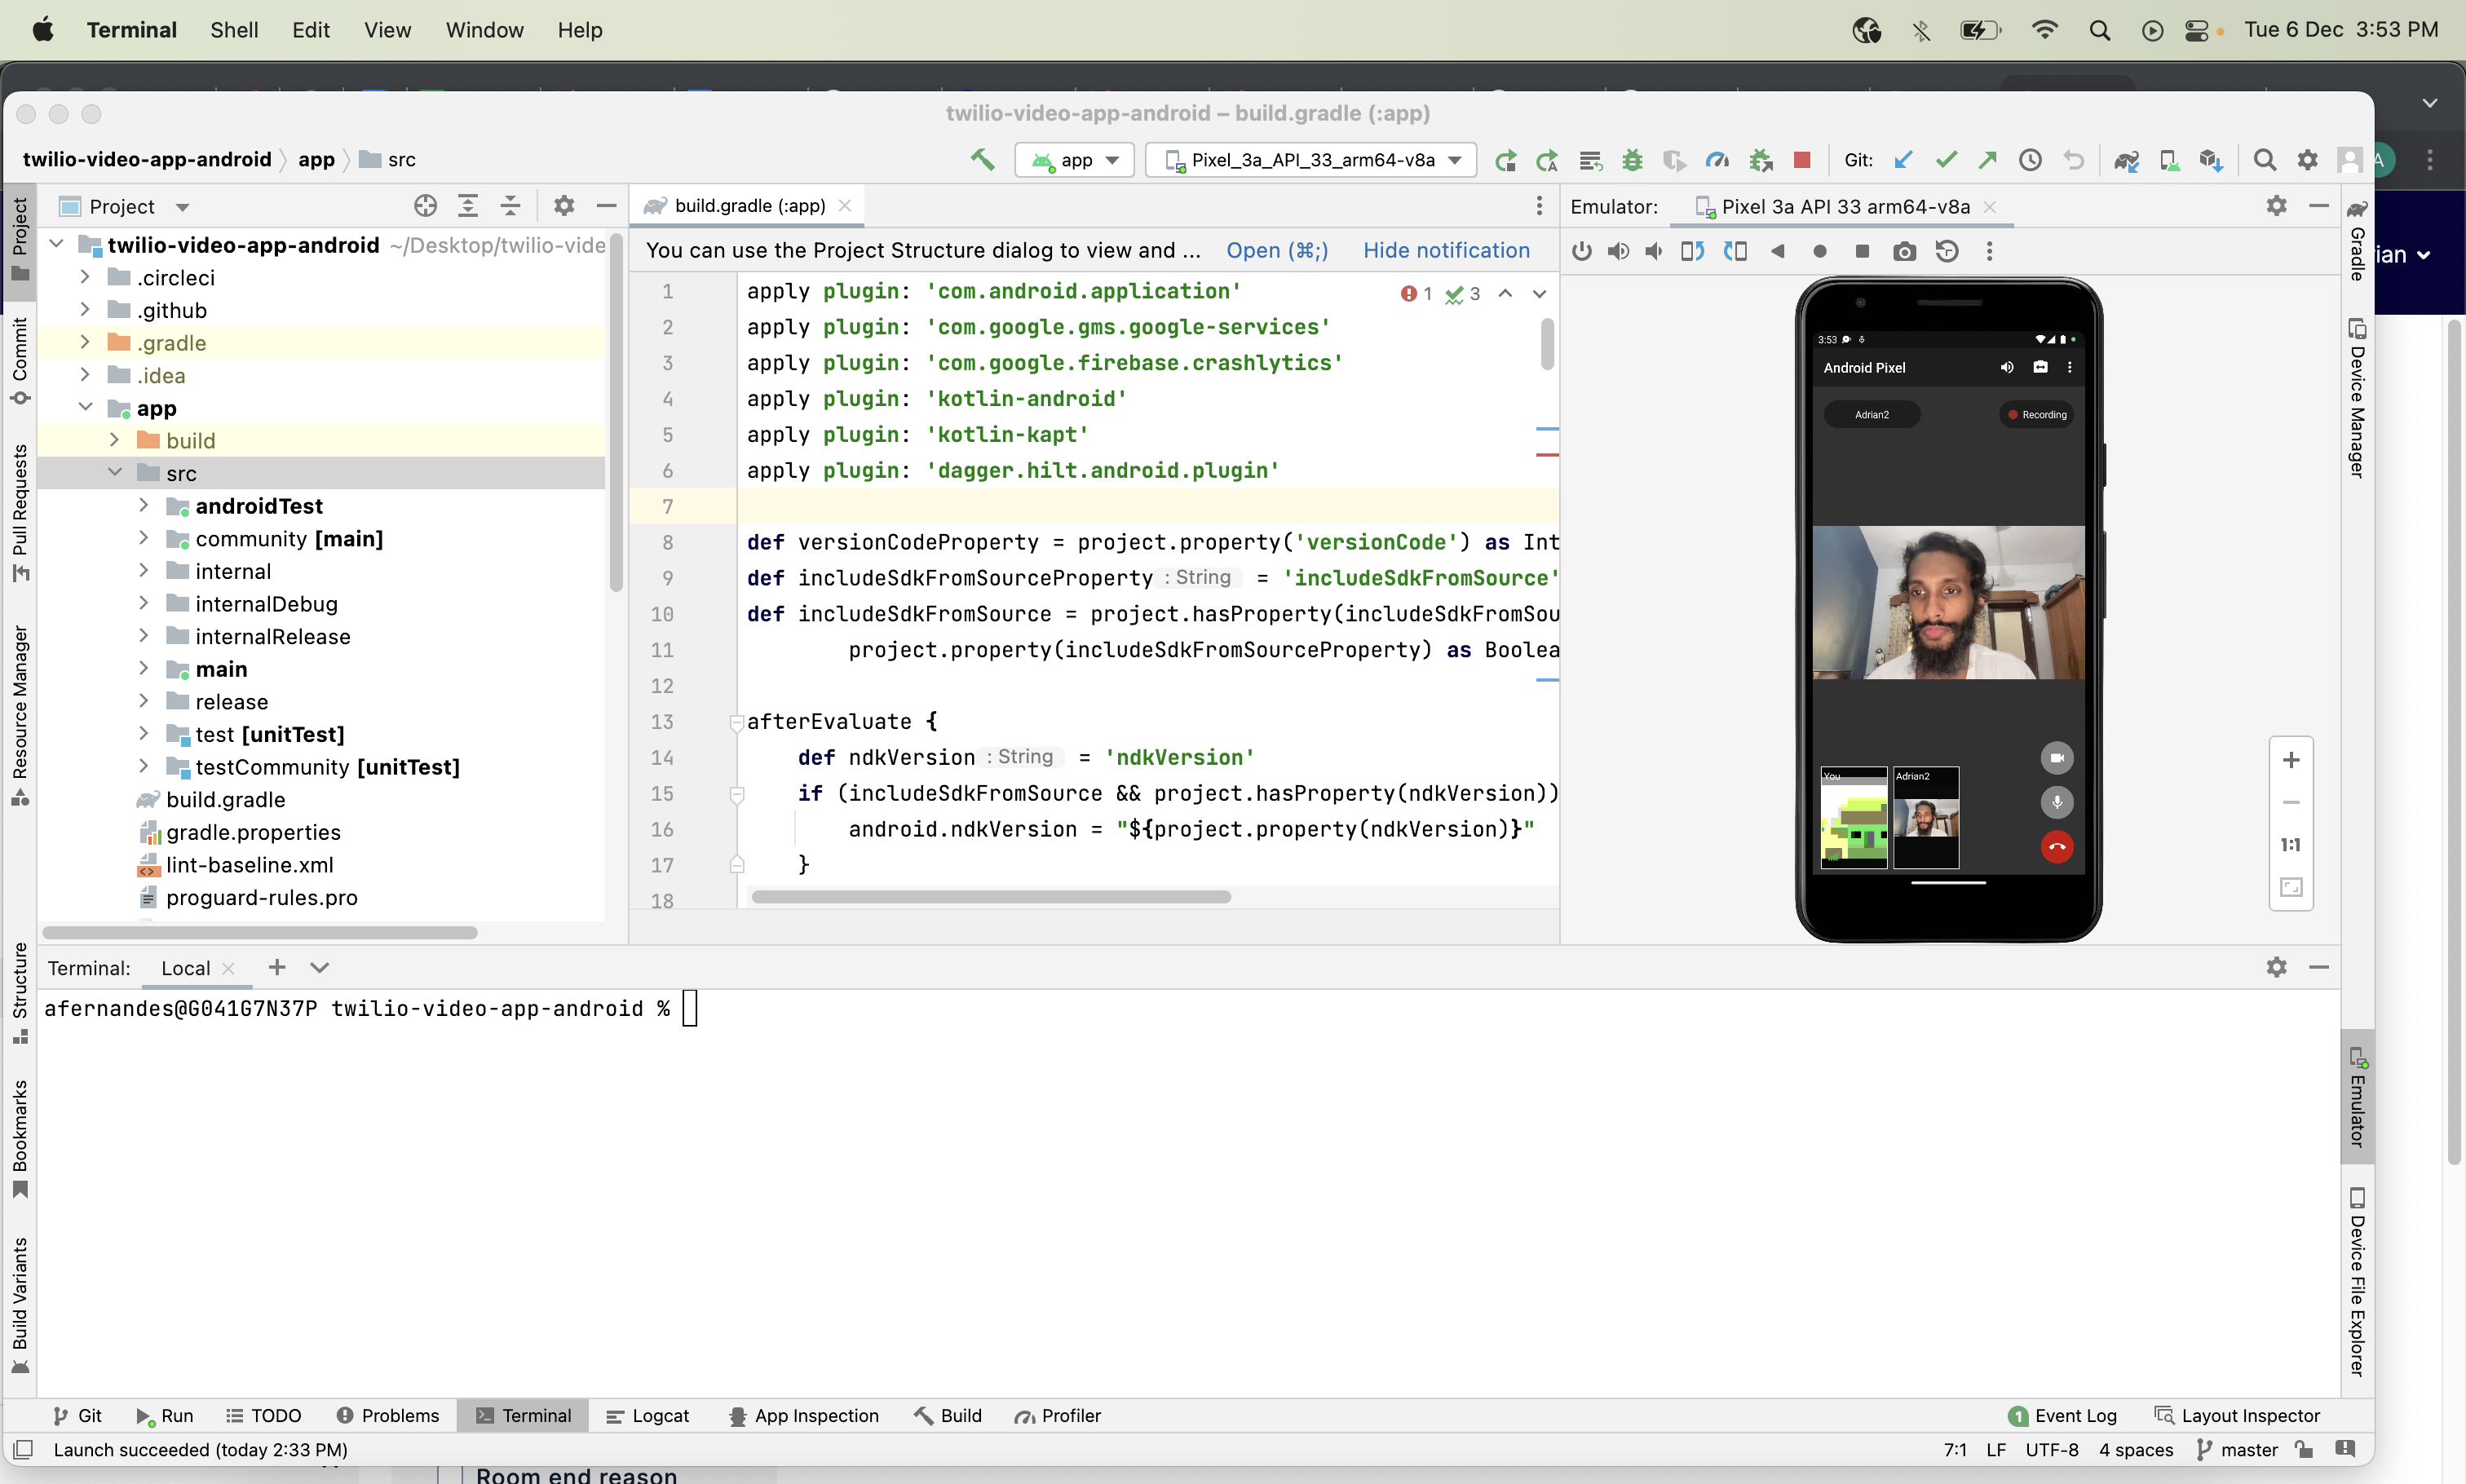 Terminal Shell Edit View Window Help Tue 6 Dec 3:53 PM
twilio-video-app-android – build.gradle (:app)
twilio-video-app-android app src app Pixel_3a_API_33_arm64-v8a Git: A
Project
build.gradle (:app)
Emulator: Pixel 3a API 33 arm64-v8a
You can use the Project Structure dialog to view and ... Open (⌘;) Hide notification
twilio-video-app-android ~/Desktop/twilio-vide
.circleci
.github
.gradle
.idea
app
build
src
androidTest
community [main]
internal
internalDebug
internalRelease
main
release
test [unitTest]
testCommunity [unitTest]
build.gradle
gradle.properties
lint-baseline.xml
proguard-rules.pro
1 apply plugin: 'com.android.application'
2 apply plugin: 'com.google.gms.google-services'
3 apply plugin: 'com.google.firebase.crashlytics'
4 apply plugin: 'kotlin-android'
5 apply plugin: 'kotlin-kapt'
6 apply plugin: 'dagger.hilt.android.plugin'
7
8 def versionCodeProperty = project.property('versionCode') as Int
9 def includeSdkFromSourceProperty : String = 'includeSdkFromSource'
10 def includeSdkFromSource = project.hasProperty(includeSdkFromSou
11 project.property(includeSdkFromSourceProperty) as Boolea
12
13 afterEvaluate {
14 def ndkVersion : String = 'ndkVersion'
15 if (includeSdkFromSource && project.hasProperty(ndkVersion))
16 android.ndkVersion = "${project.property(ndkVersion)}"
17 }
18
1 3
3:53
Android Pixel
Adrian2 Recording
You Adrian2
1:1
ian
Project
Commit
Pull Requests
Resource Manager
Structure
Bookmarks
Build Variants
Gradle
Device Manager
Emulator
Device File Explorer
Terminal: Local
afernandes@G041G7N37P twilio-video-app-android %
Git Run TODO Problems Terminal Logcat App Inspection Build Profiler 1 Event Log Layout Inspector
Launch succeeded (today 2:33 PM) 7:1 LF UTF-8 4 spaces master
Room end reason